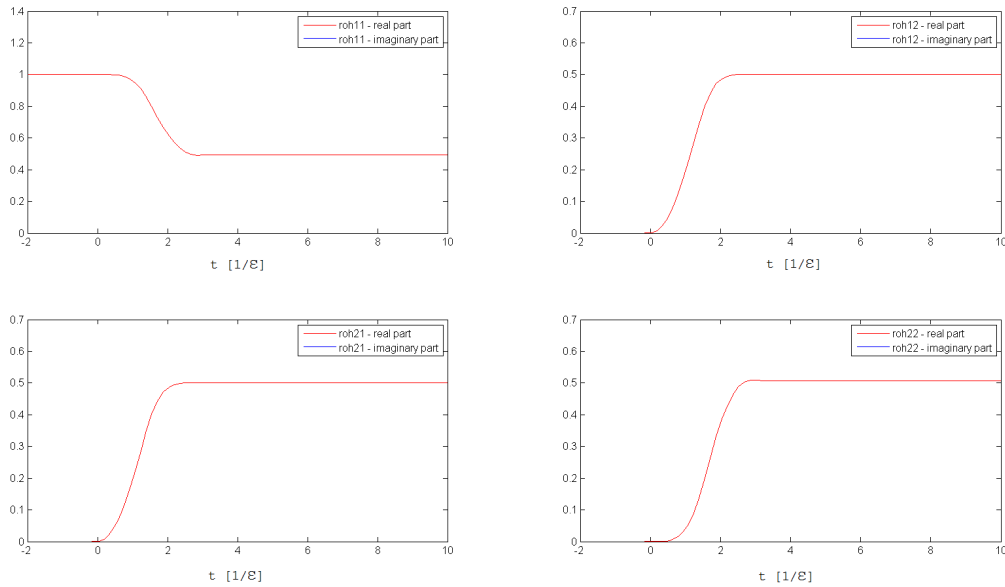 1.4
1.2
1
0.8
0.6
0.4
0.2
0
-2 0 2 4 6 8 10
roh11 - real part
roh11 - imaginary part
t [1/ε]
0.7
0.6
0.5
0.4
0.3
0.2
0.1
0
-2 0 2 4 6 8 10
roh12 - real part
roh12 - imaginary part
t [1/ε]
0.7
0.6
0.5
0.4
0.3
0.2
0.1
0
-2 0 2 4 6 8 10
roh21 - real part
roh21 - imaginary part
t [1/ε]
0.7
0.6
0.5
0.4
0.3
0.2
0.1
0
-2 0 2 4 6 8 10
roh22 - real part
roh22 - imaginary part
t [1/ε]